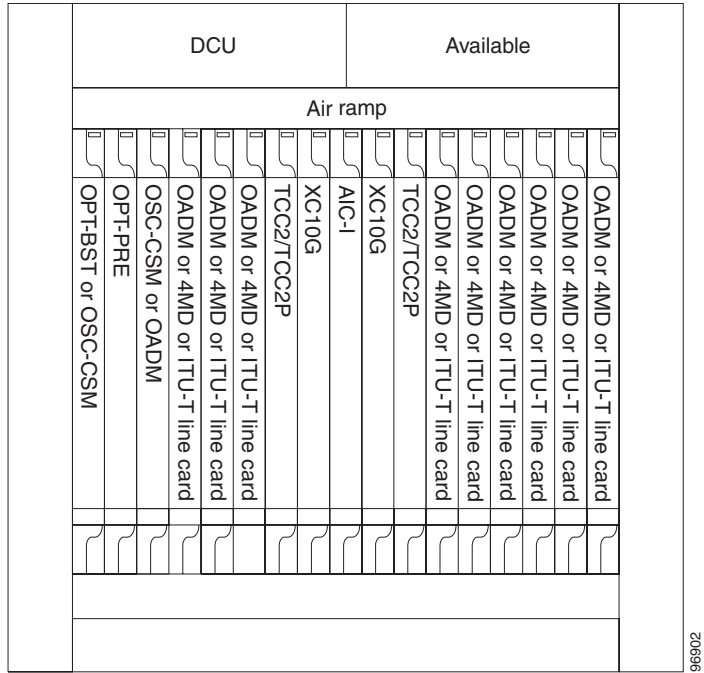 DCU
Available
Air ramp
OPT-BST or OSC-CSM
OPT-PRE
OSC-CSM or OADM
OADM or 4MD or ITU-T line card
OADM or 4MD or ITU-T line card
OADM or 4MD or ITU-T line card
TCC2/TCC2P
XC10G
AIC-I
XC10G
TCC2/TCC2P
OADM or 4MD or ITU-T line card
OADM or 4MD or ITU-T line card
OADM or 4MD or ITU-T line card
OADM or 4MD or ITU-T line card
OADM or 4MD or ITU-T line card
OADM or 4MD or ITU-T line card
96902